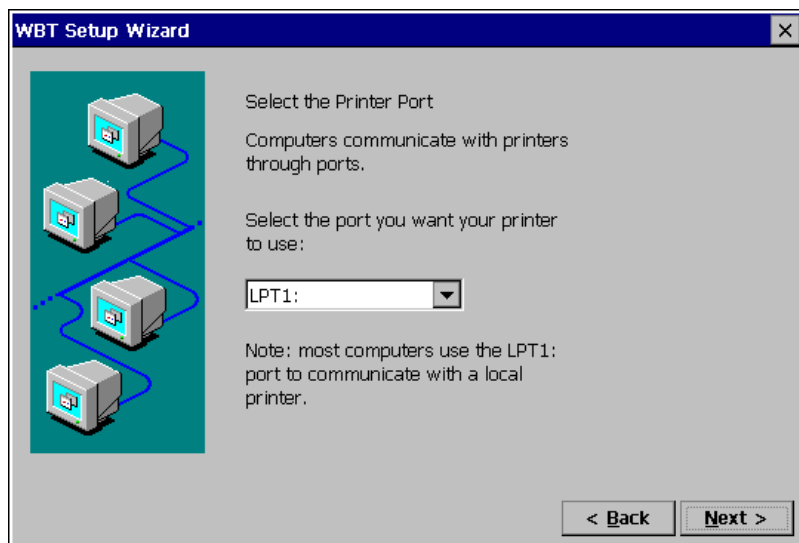 WBT Setup Wizard
Select the Printer Port
Computers communicate with printers
through ports.
Select the port you want your printer
to use:
LPT1:
Note: most computers use the LPT1:
port to communicate with a local
printer.
< Back
Next >